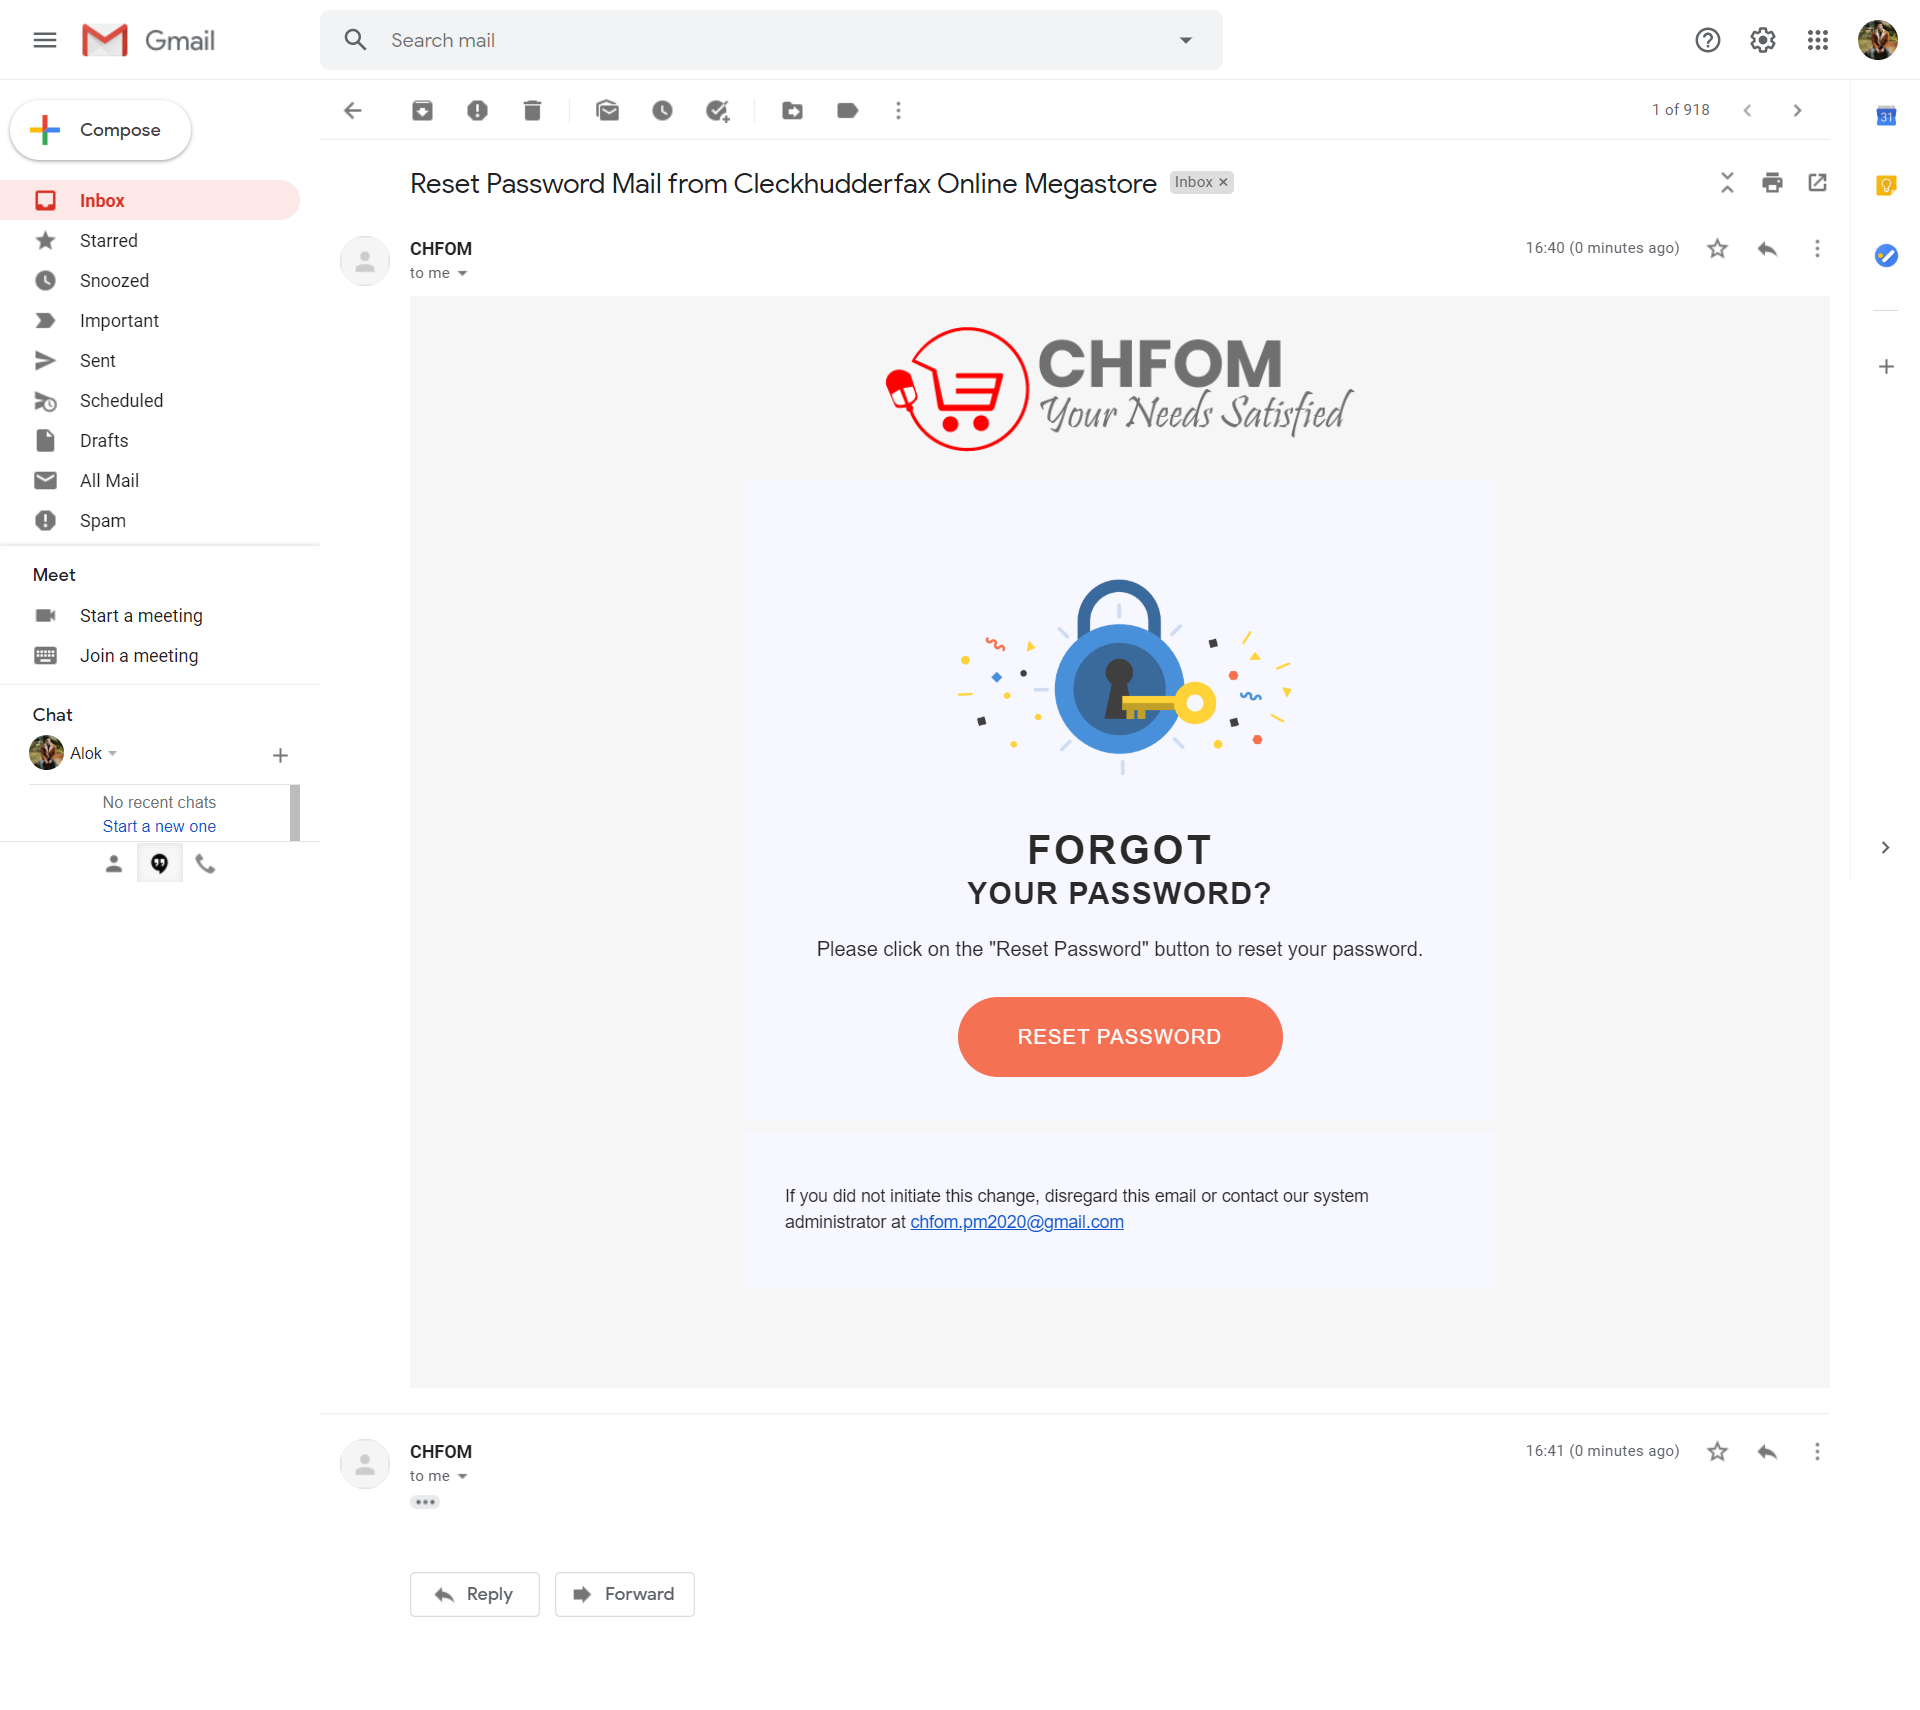 Gmail
Search mail
Compose
1 of 918
31
Inbox
Starred
Snoozed
Important
Sent
Scheduled
Drafts
All Mail
Spam
Meet
Start a meeting
Join a meeting
Chat
Alok
No recent chats
Start a new one
Reset Password Mail from Cleckhudderfax Online Megastore
Inbox ×
CHFOM
16:40 (0 minutes ago)
to me
CHFOM
Your Needs Satisfied
FORGOT
YOUR PASSWORD?
Please click on the "Reset Password" button to reset your password.
RESET PASSWORD
If you did not initiate this change, disregard this email or contact our system
administrator at chfom.pm2020@gmail.com
CHFOM
16:41 (0 minutes ago)
to me
Reply
Forward